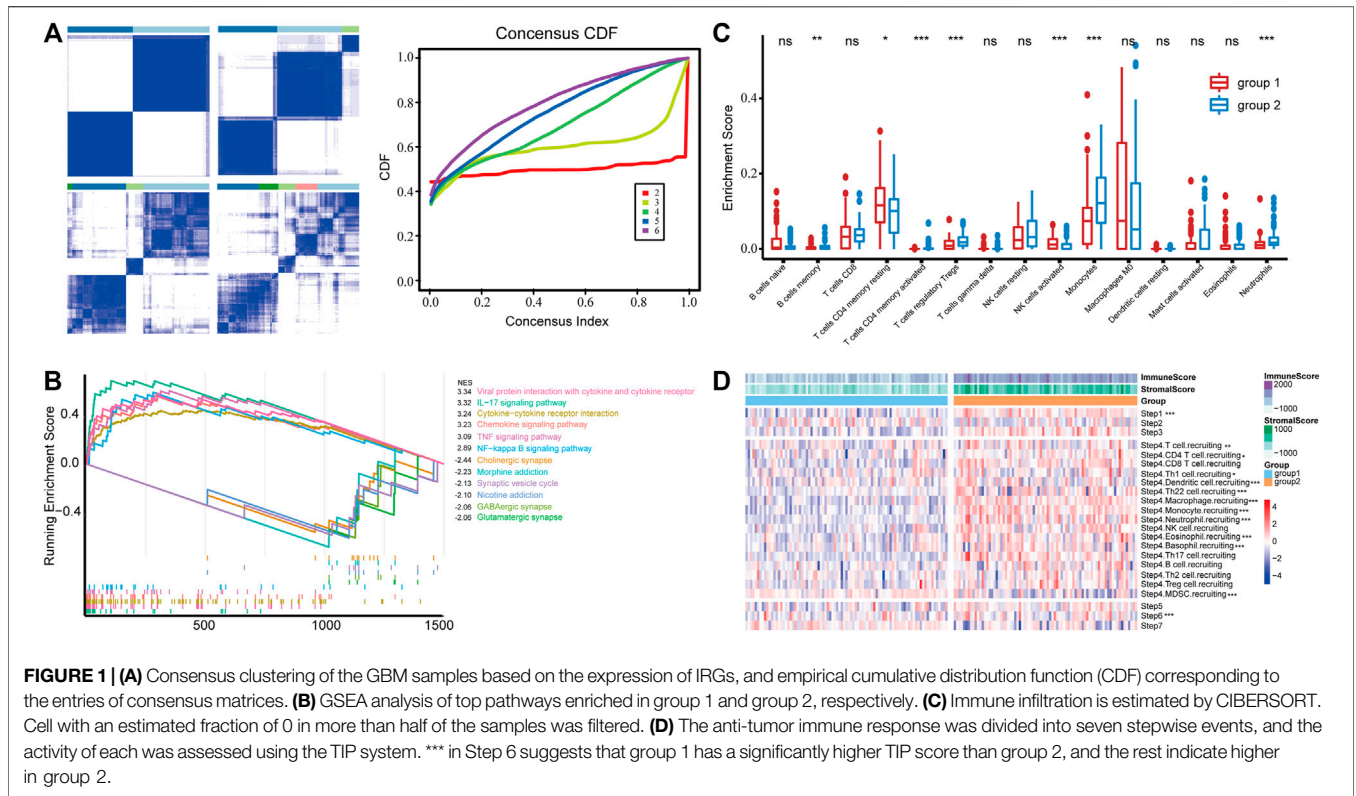 A
Concensus CDF
CDF
1.0
0.8
0.6
0.4
0.2
0.0
2
3
4
5
6
0.0 0.2 0.4 0.6 0.8 1.0
Concensus Index
C
ns ** ns * *** *** ns ns *** *** ns ns ns ns ***
group 1
group 2
Enrichment Score
0.4
0.2
0.0
B cells naive
B cells memory
T cells CD8
T cells CD4 memory resting
T cells CD4 memory activated
T cells regulatory Tregs
T cells gamma delta
NK cells resting
NK cells activated
Monocytes
Macrophages M0
Dendritic cells resting
Mast cells activated
Eosinophils
Neutrophils
B
Running Enrichment Score
0.4
0.0
−0.4
500 1000 1500
NES
3.34 Viral protein interaction with cytokine and cytokine receptor
3.32 IL−17 signaling pathway
3.24 Cytokine−cytokine receptor interaction
3.23 Chemokine signaling pathway
3.09 TNF signaling pathway
2.89 NF−kappa B signaling pathway
-2.44 Cholinergic synapse
-2.23 Morphine addiction
-2.13 Synaptic vesicle cycle
-2.10 Nicotine addiction
-2.06 GABAergic synapse
-2.06 Glutamatergic synapse
D
ImmuneScore
StromalScore
Group
Step1 ***
Step2
Step3
Step4.T cell.recruiting **
Step4.CD4 T cell.recruiting *
Step4.CD8 T cell.recruiting
Step4.Th1 cell.recruiting *
Step4.Dendritic cell.recruiting ***
Step4.Th22 cell.recruiting ***
Step4.Macrophage.recruiting ***
Step4.Monocyte.recruiting ***
Step4.Neutrophil.recruiting ***
Step4.NK cell.recruiting
Step4.Eosinophil.recruiting ***
Step4.Basophil.recruiting ***
Step4.Th17 cell.recruiting
Step4.B cell.recruiting
Step4.Th2 cell.recruiting
Step4.Treg cell.recruiting
Step4.MDSC.recruiting ***
Step5
Step6 ***
Step7
ImmuneScore
2000
−1000
StromalScore
1000
−1000
Group
group1
group2
4
2
0
−2
−4
FIGURE 1 | (A) Consensus clustering of the GBM samples based on the expression of IRGs, and empirical cumulative distribution function (CDF) corresponding to
the entries of consensus matrices. (B) GSEA analysis of top pathways enriched in group 1 and group 2, respectively. (C) Immune infiltration is estimated by CIBERSORT.
Cell with an estimated fraction of 0 in more than half of the samples was filtered. (D) The anti-tumor immune response was divided into seven stepwise events, and the
activity of each was assessed using the TIP system. *** in Step 6 suggests that group 1 has a significantly higher TIP score than group 2, and the rest indicate higher
in group 2.